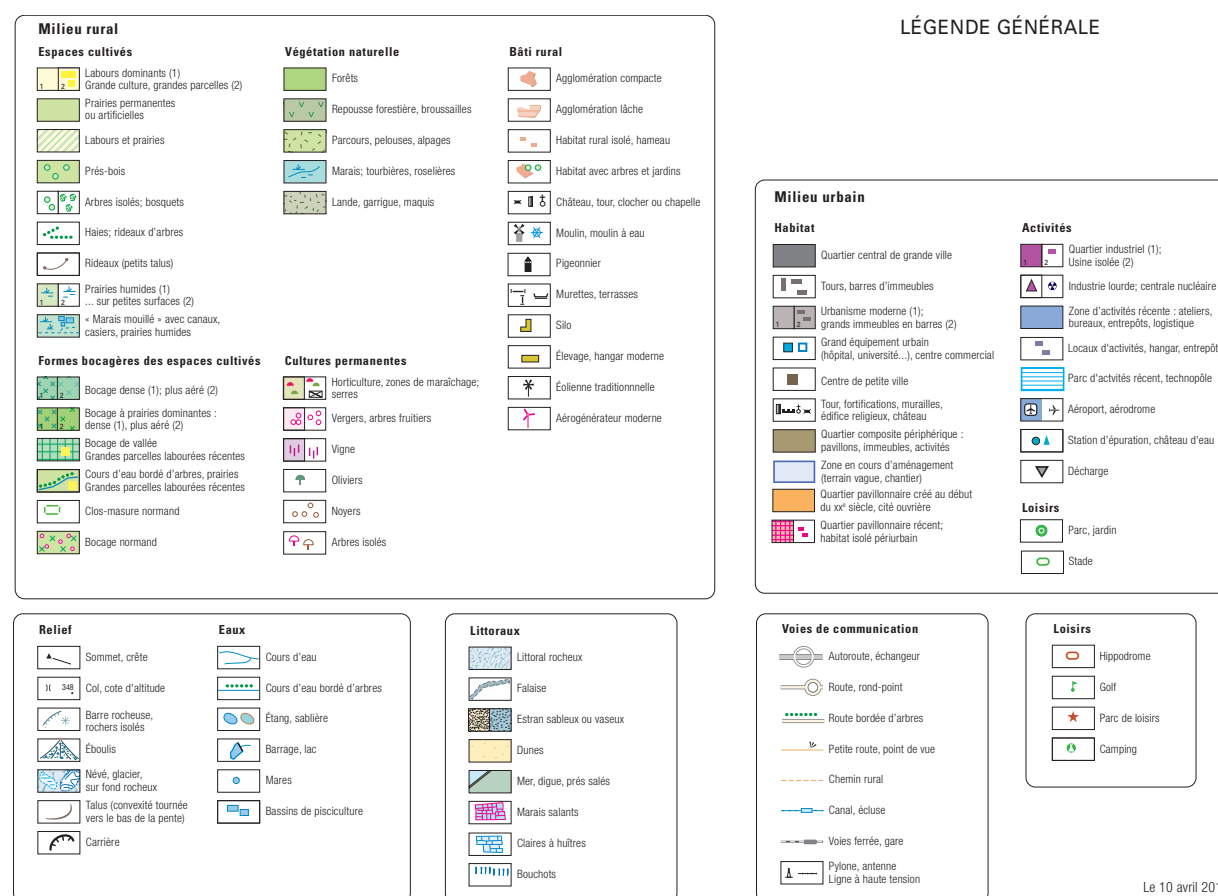 LÉGENDE GÉNÉRALE
Milieu rural
Espaces cultivés
1 2
Labours dominants (1)
Grande culture, grandes parcelles (2)
Prairies permanentes
ou artificielles
Labours et prairies
Prés-bois
Arbres isolés; bosquets
Haies; rideaux d'arbres
Rideaux (petits talus)
1 2
Prairies humides (1)
... sur petites surfaces (2)
« Marais mouillé » avec canaux,
casiers, prairies humides
Formes bocagères des espaces cultivés
1 2
Bocage dense (1); plus aéré (2)
1 2
Bocage à prairies dominantes :
dense (1), plus aéré (2)
Bocage de vallée
Grandes parcelles labourées récentes
Cours d'eau bordé d'arbres, prairies
Grandes parcelles labourées récentes
Clos-masure normand
Bocage normand
Végétation naturelle
Forêts
Repousse forestière, broussailles
Parcours, pelouses, alpages
Marais; tourbières, roselières
Lande, garrigue, maquis
Cultures permanentes
Horticulture, zones de maraîchage;
serres
Vergers, arbres fruitiers
Vigne
Oliviers
Noyers
Arbres isolés
Bâti rural
Agglomération compacte
Agglomération lâche
Habitat rural isolé, hameau
Habitat avec arbres et jardins
Château, tour, clocher ou chapelle
Moulin, moulin à eau
Pigeonnier
Murettes, terrasses
Silo
Élevage, hangar moderne
Éolienne traditionnnelle
Aérogénérateur moderne
Milieu urbain
Habitat
Quartier central de grande ville
Tours, barres d'immeubles
1 2
Urbanisme moderne (1);
grands immeubles en barres (2)
Grand équipement urbain
(hôpital, université...), centre commercial
Centre de petite ville
Tour, fortifications, murailles,
édifice religieux, château
Quartier composite périphérique :
pavillons, immeubles, activités
Zone en cours d'aménagement
(terrain vague, chantier)
Quartier pavillonnaire créé au début
du XXe siècle, cité ouvrière
Quartier pavillonnaire récent;
habitat isolé périurbain
Activités
1 2
Quartier industriel (1);
Usine isolée (2)
Industrie lourde; centrale nucléaire
Zone d'activités récente : ateliers,
bureaux, entrepôts, logistique
Locaux d'activités, hangar, entrepôt
Parc d'actvités récent, technopôle
Aéroport, aérodrome
Station d'épuration, château d'eau
Décharge
Loisirs
Parc, jardin
Stade
Relief
Sommet, crête
348
Col, cote d'altitude
Barre rocheuse,
rochers isolés
Éboulis
Névé, glacier,
sur fond rocheux
Talus (convexité tournée
vers le bas de la pente)
Carrière
Eaux
Cours d'eau
Cours d'eau bordé d'arbres
Étang, sablière
Barrage, lac
Mares
Bassins de pisciculture
Littoraux
Littoral rocheux
Falaise
Estran sableux ou vaseux
Dunes
Mer, digue, prés salés
Marais salants
Claires à huîtres
Bouchots
Voies de communication
Autoroute, échangeur
Route, rond-point
Route bordée d'arbres
Petite route, point de vue
Chemin rural
Canal, écluse
Voies ferrée, gare
Pylone, antenne
Ligne à haute tension
Loisirs
Hippodrome
Golf
Parc de loisirs
Camping
Le 10 avril 201